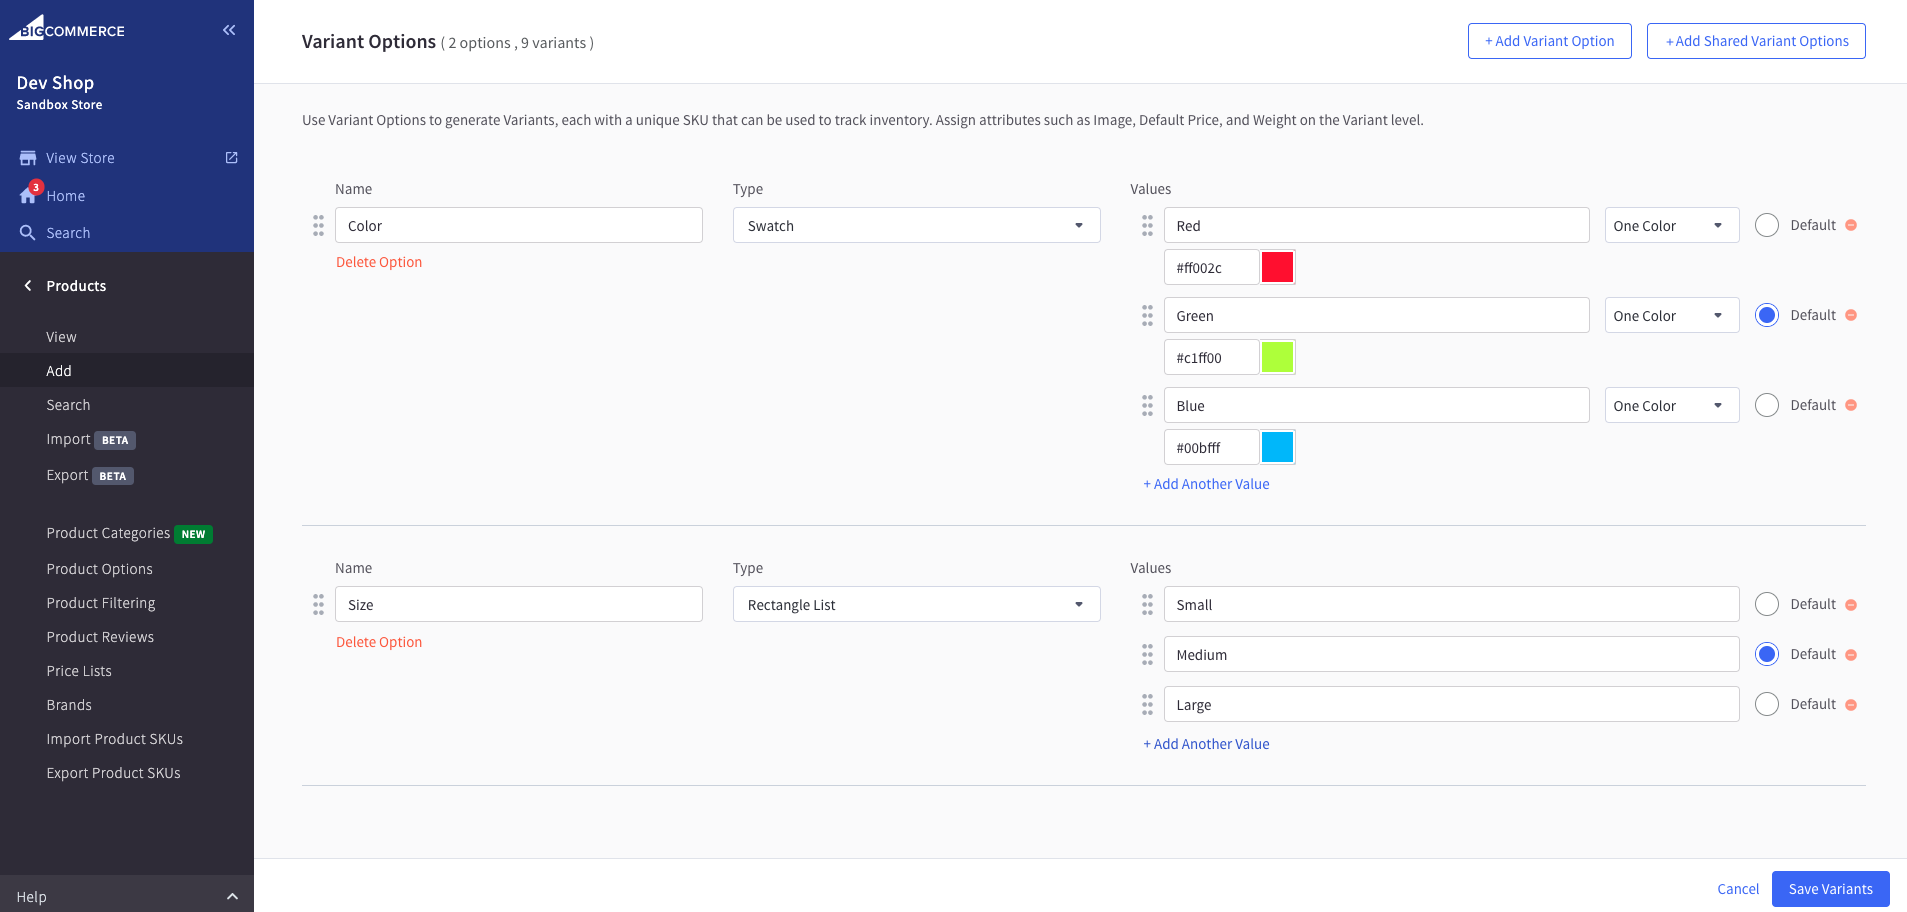 BIGCOMMERCE
Dev Shop
Sandbox Store
View Store
3
Home
Search
Products
View
Add
Search
Import BETA
Export BETA
Product Categories NEW
Product Options
Product Filtering
Product Reviews
Price Lists
Brands
Import Product SKUs
Export Product SKUs
Help
Variant Options ( 2 options , 9 variants )
+ Add Variant Option
+ Add Shared Variant Options
Use Variant Options to generate Variants, each with a unique SKU that can be used to track inventory. Assign attributes such as Image, Default Price, and Weight on the Variant level.
Name Type Values
Color Swatch Red One Color Default
Delete Option
#ff002c
Green One Color Default
#c1ff00
Blue One Color Default
#00bfff
+ Add Another Value
Name Type Values
Size Rectangle List Small Default
Delete Option
Medium Default
Large Default
+ Add Another Value
Cancel Save Variants